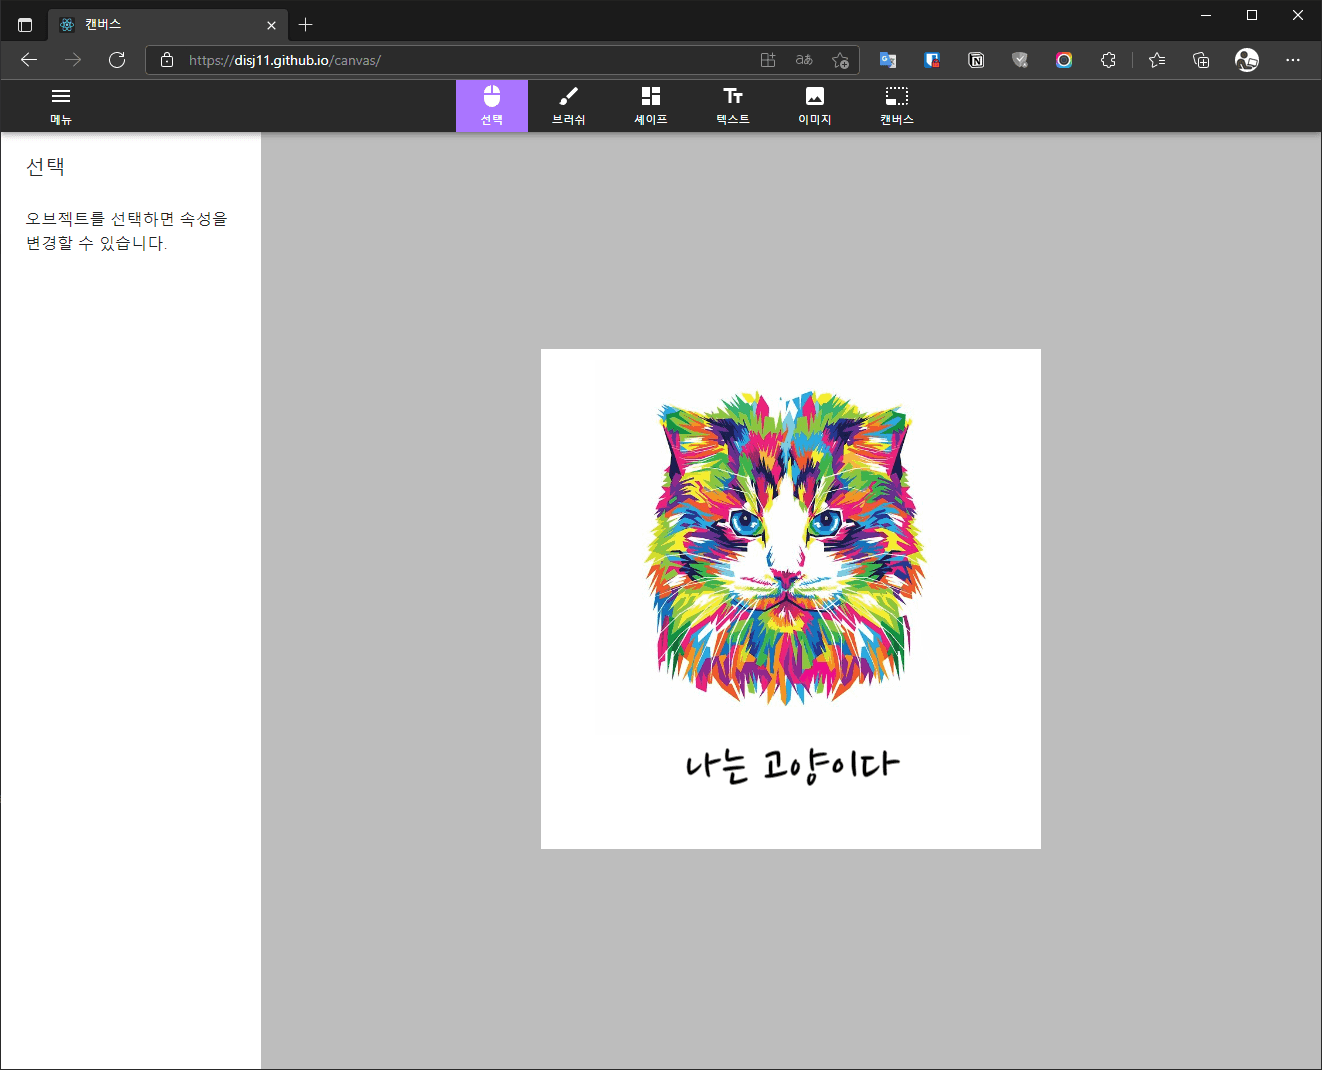 캔버스
https://disj11.github.io/canvas/
메뉴
선택
브러쉬
셰이프
텍스트
이미지
캔버스
선택
오브젝트를 선택하면 속성을
변경할 수 있습니다.
나는 고양이다